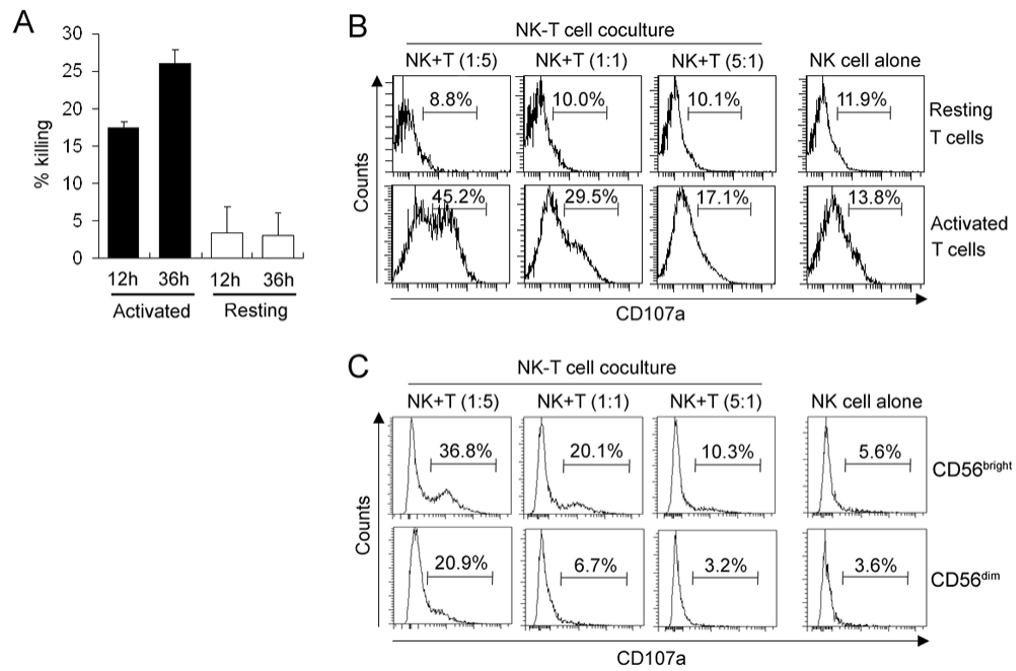 A
30
25
20
15
10
5
0
% killing
12h 36h 12h 36h
Activated Resting
B
NK-T cell coculture
NK+T (1:5) NK+T (1:1) NK+T (5:1) NK cell alone
8.8% 10.0% 10.1% 11.9%
Resting
T cells
45.2% 29.5% 17.1% 13.8%
Activated
T cells
Counts
CD107a
C
NK-T cell coculture
NK+T (1:5) NK+T (1:1) NK+T (5:1) NK cell alone
36.8% 20.1% 10.3% 5.6%
CD56bright
20.9% 6.7% 3.2% 3.6%
CD56dim
Counts
CD107a